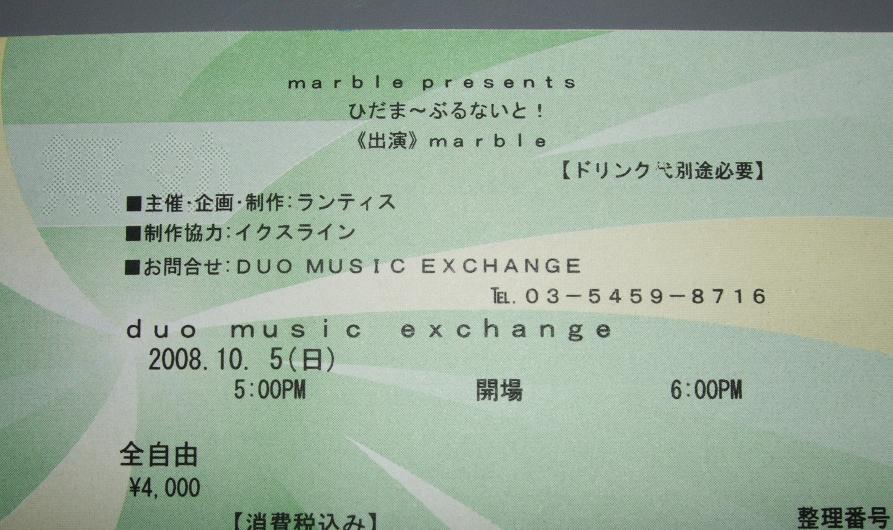 ｍａｒｂｌｅ ｐｒｅｓｅｎｔｓ
ひだま～ぶるないと！
《出演》ｍａｒｂｌｅ
【ドリンク代別途必要】
■主催･企画･制作：ランティス
■制作協力：イクスライン
■お問合せ：ＤＵＯ ＭＵＳＩＣ ＥＸＣＨＡＮＧＥ
℡．０３－５４５９－８７１６
ｄｕｏ ｍｕｓｉｃ ｅｘｃｈａｎｇｅ
2008.10. 5(日)
5:00PM 開場 6:00PM
全自由
¥4,000
【消費税込み】
整理番号